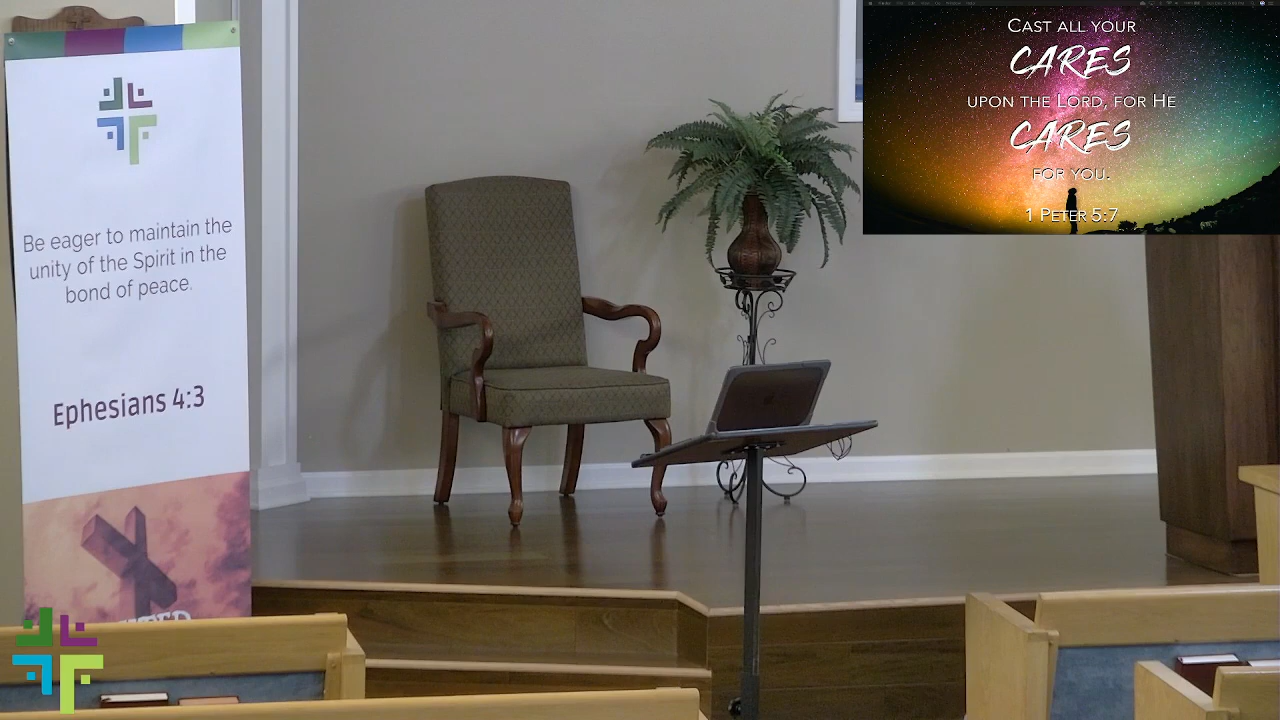 Be eager to maintain the
unity of the Spirit in the
bond of peace.
Ephesians 4:3
CAST ALL YOUR
CARES
UPON THE LORD, FOR HE
CARES
FOR YOU.
1 PETER 5:7